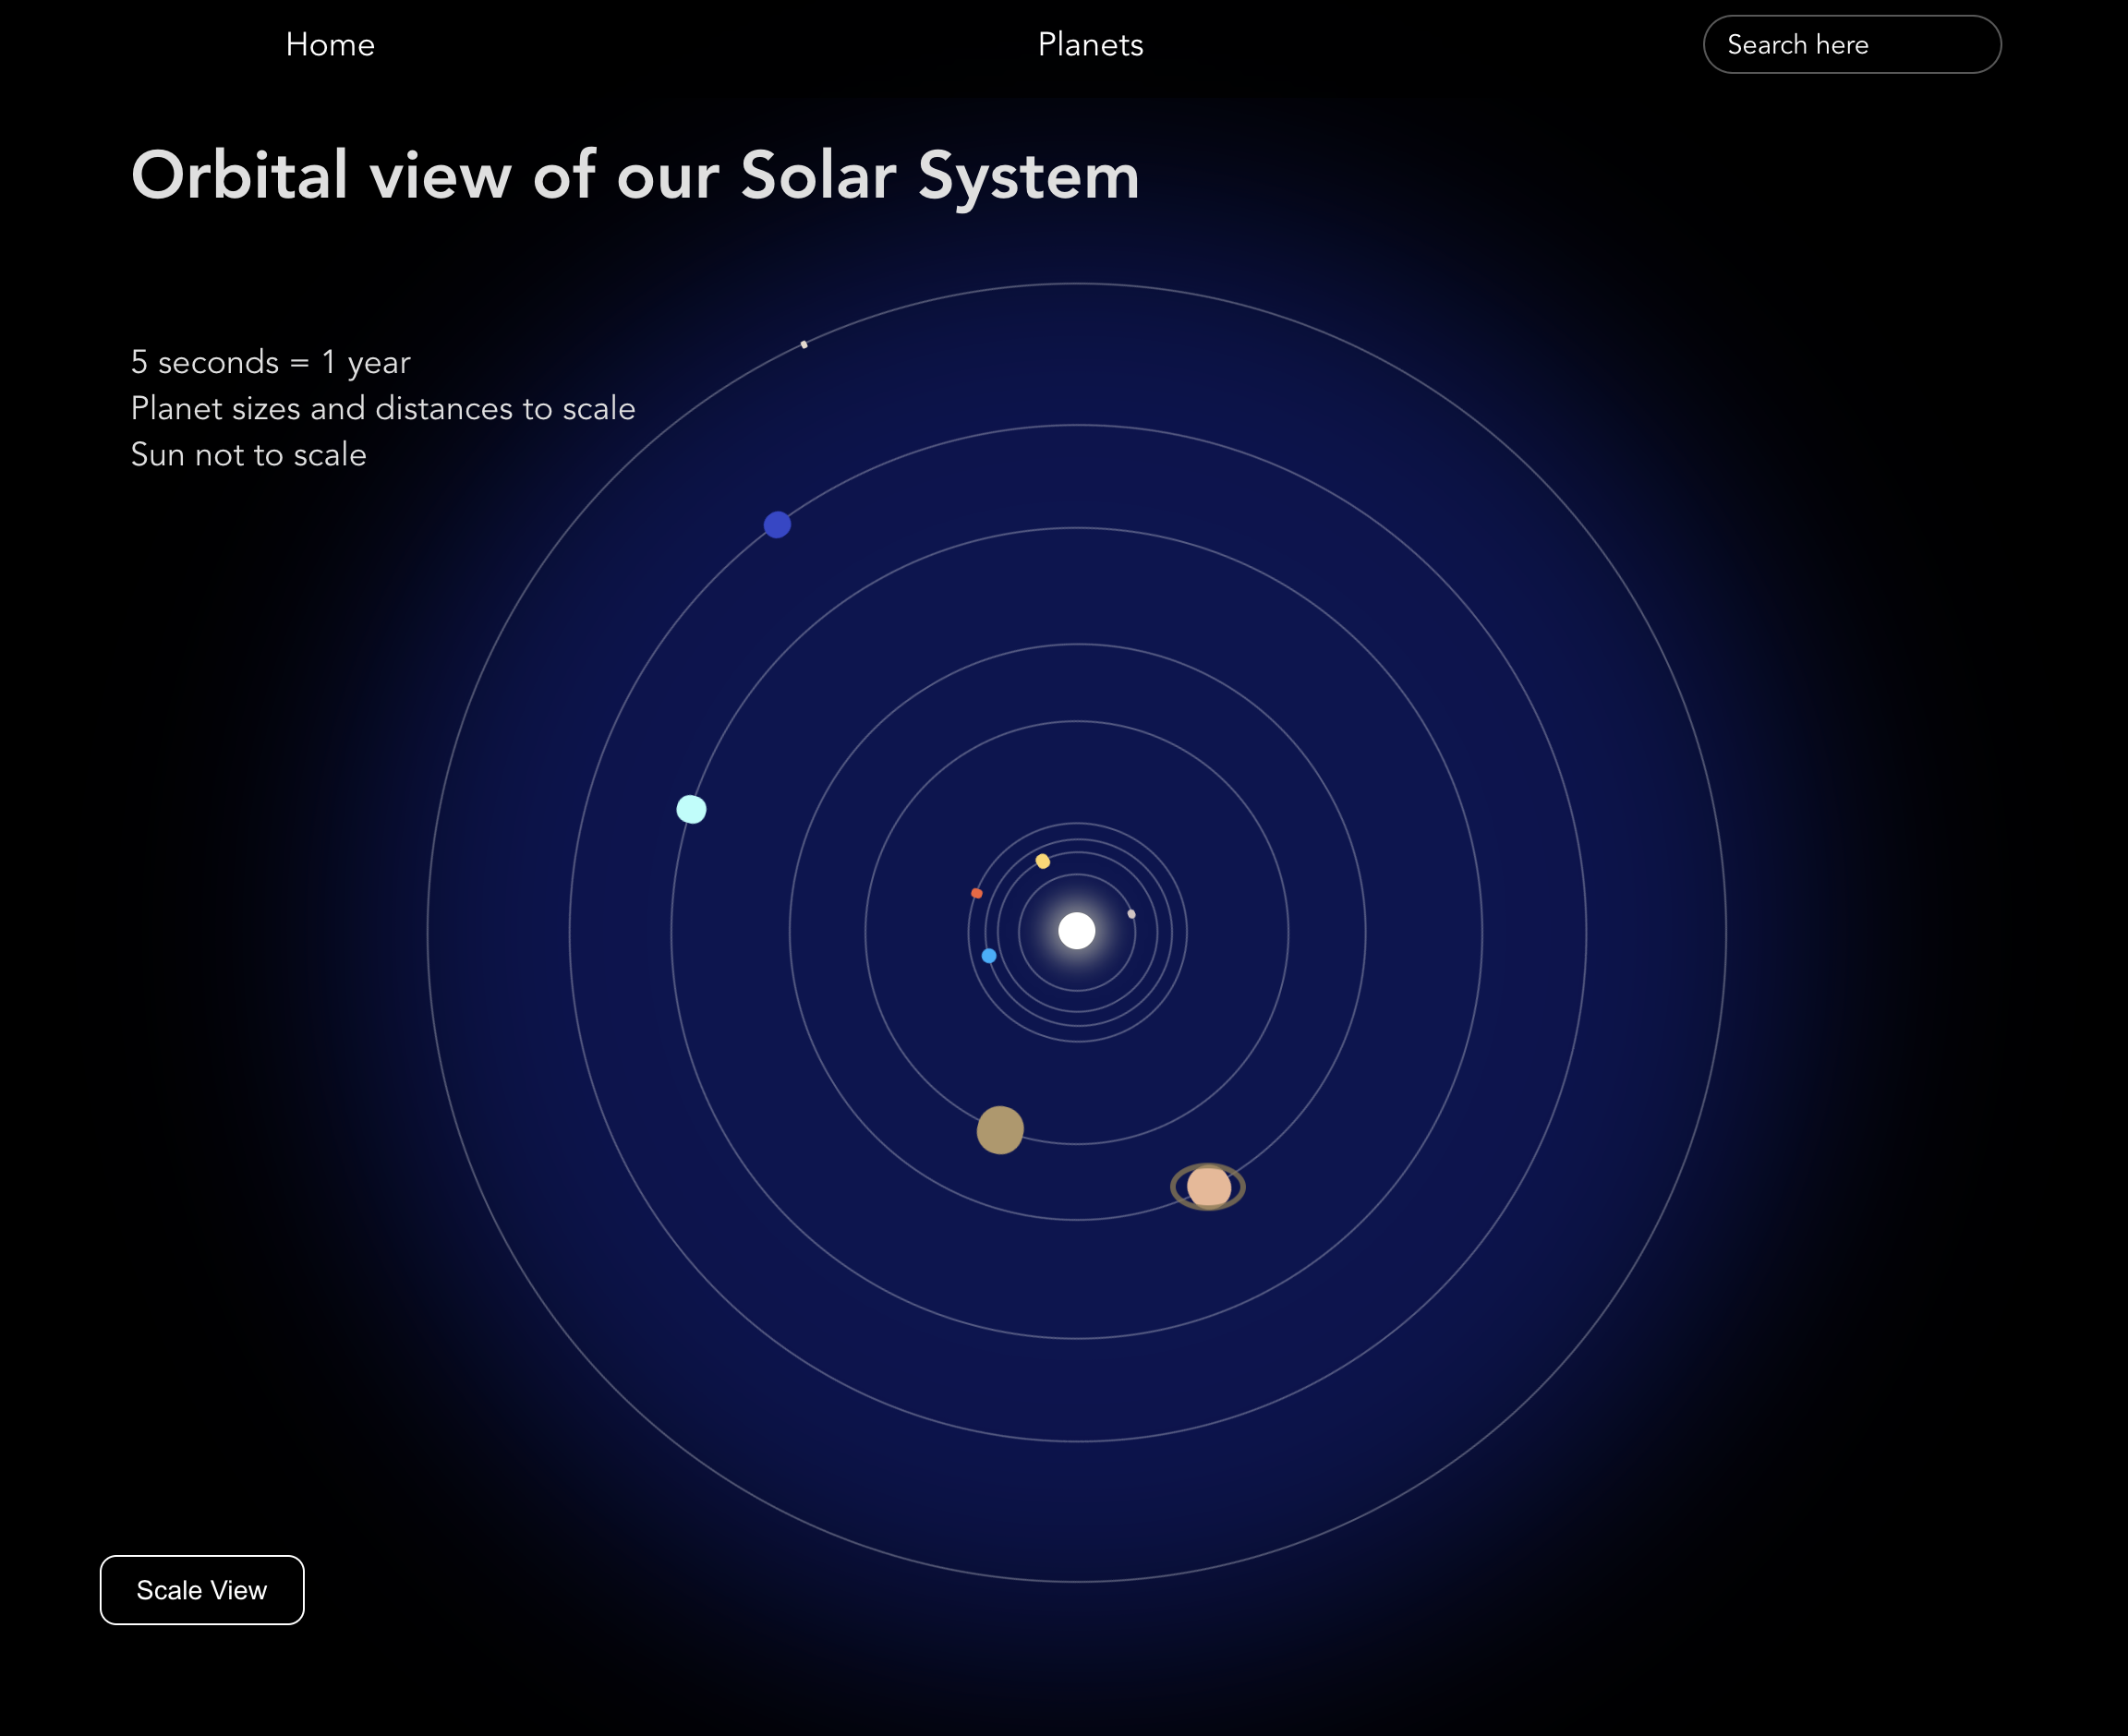 Home
Planets
Search here
Orbital view of our Solar System
5 seconds = 1 year
Planet sizes and distances to scale
Sun not to scale
Scale View